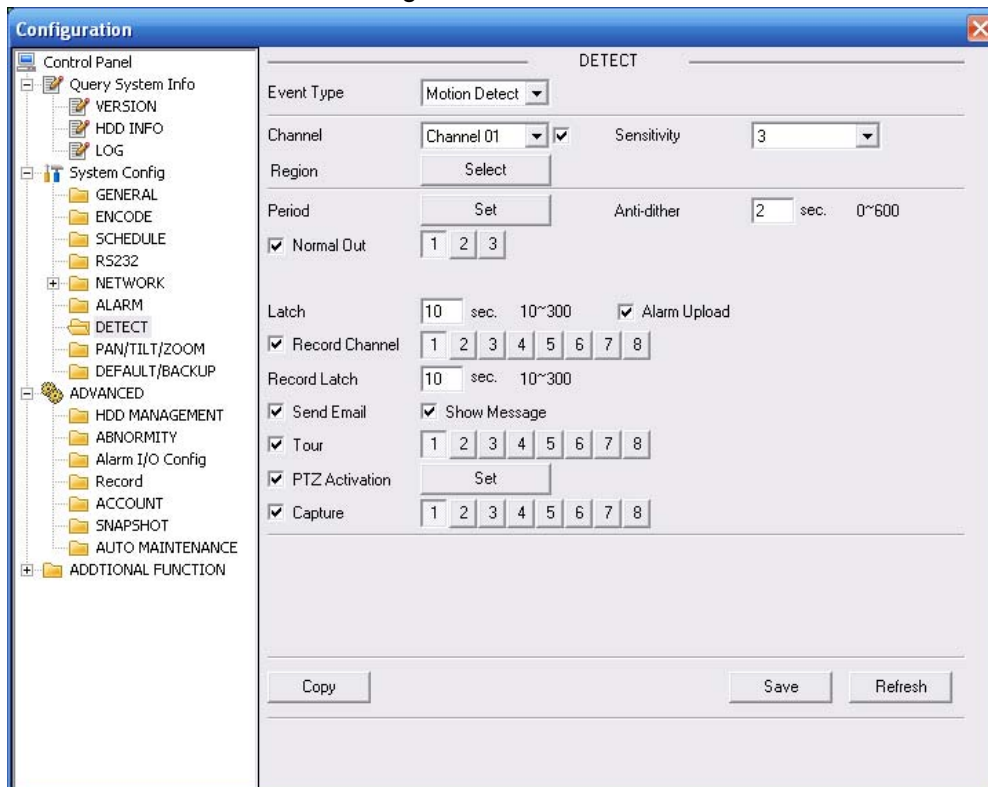 Configuration
Control Panel
Query System Info
VERSION
HDD INFO
LOG
System Config
GENERAL
ENCODE
SCHEDULE
RS232
NETWORK
ALARM
DETECT
PAN/TILT/ZOOM
DEFAULT/BACKUP
ADVANCED
HDD MANAGEMENT
ABNORMITY
Alarm I/O Config
Record
ACCOUNT
SNAPSHOT
AUTO MAINTENANCE
ADDTIONAL FUNCTION
DETECT
Event Type Motion Detect
Channel Channel 01 Sensitivity 3
Region Select
Period Set Anti-dither 2 sec. 0~600
Normal Out 1 2 3
Latch 10 sec. 10~300 Alarm Upload
Record Channel 1 2 3 4 5 6 7 8
Record Latch 10 sec. 10~300
Send Email Show Message
Tour 1 2 3 4 5 6 7 8
PTZ Activation Set
Capture 1 2 3 4 5 6 7 8
Copy Save Refresh